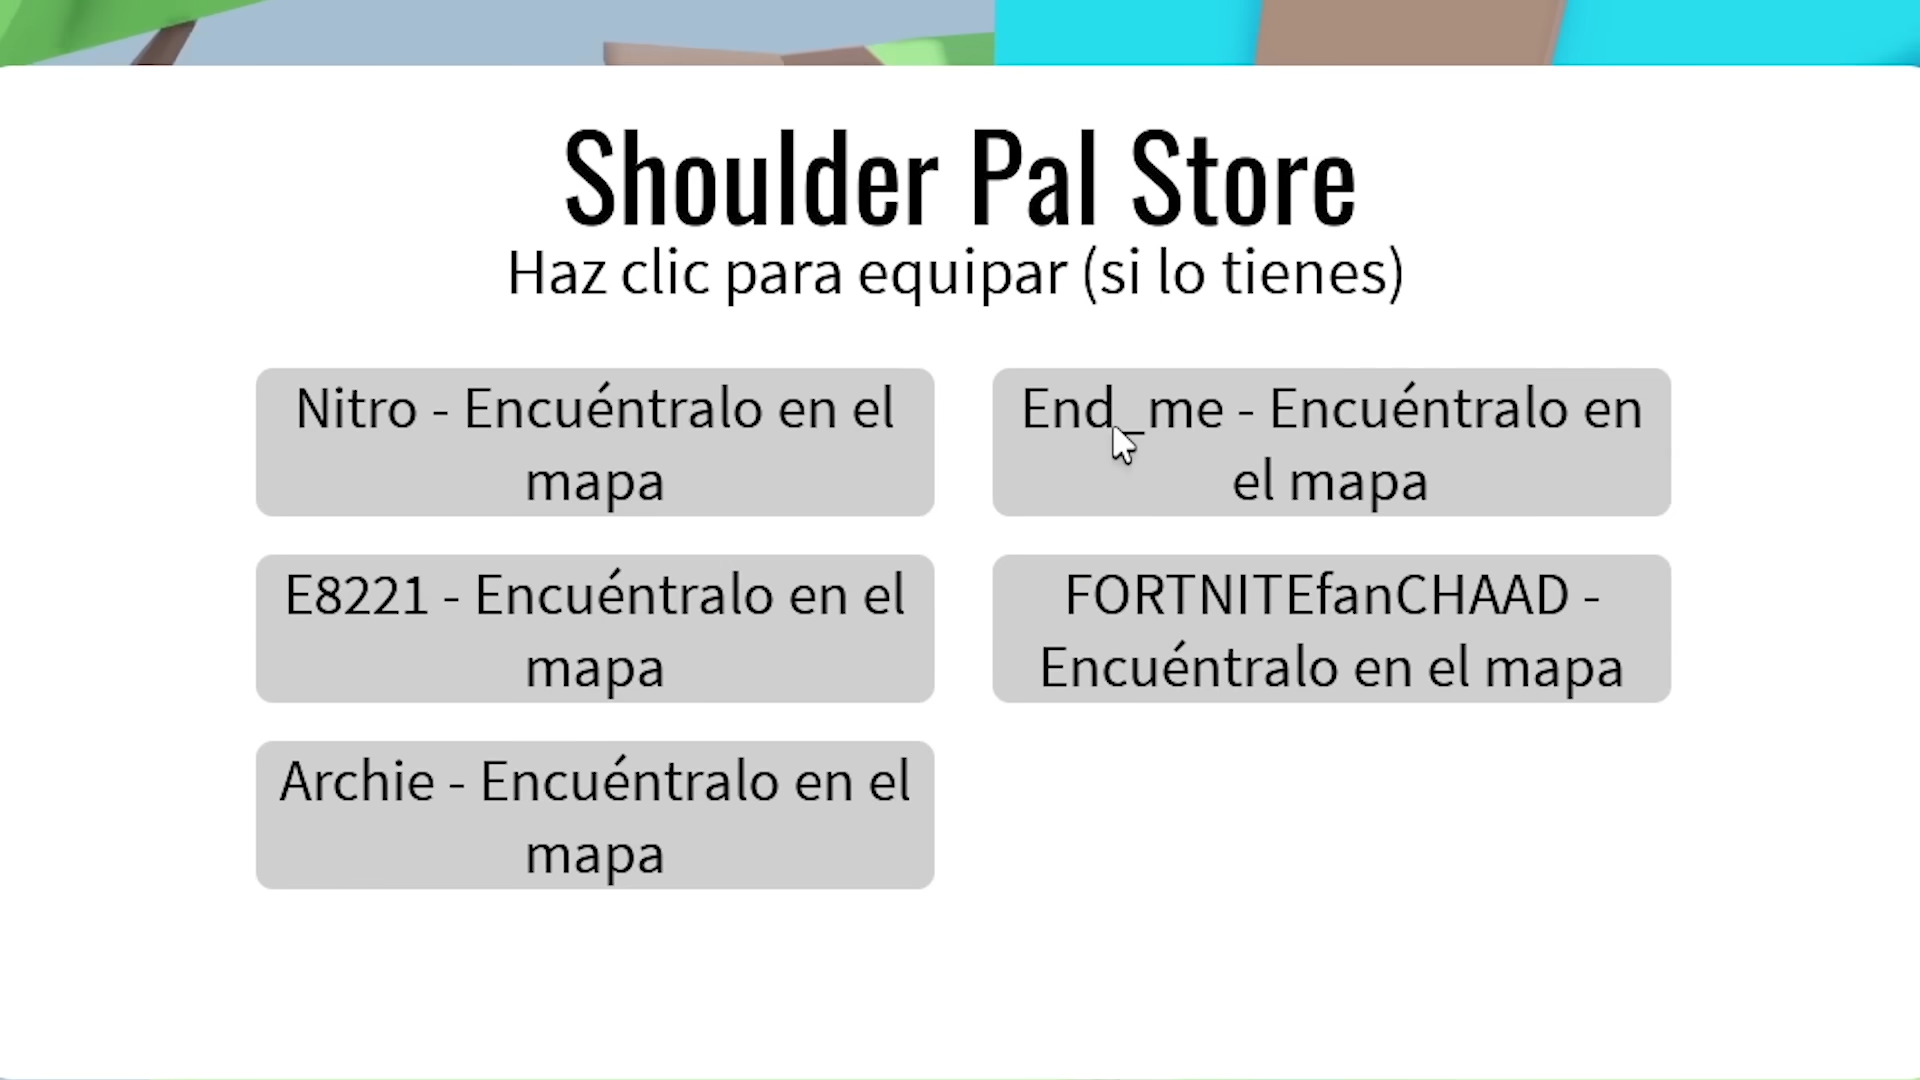 Shoulder Pal Store
Haz clic para equipar (si lo tienes)
Nitro - Encuéntralo en el
mapa
End_me - Encuéntralo en
el mapa
E8221 - Encuéntralo en el
mapa
FORTNITEfanCHAAD -
Encuéntralo en el mapa
Archie - Encuéntralo en el
mapa